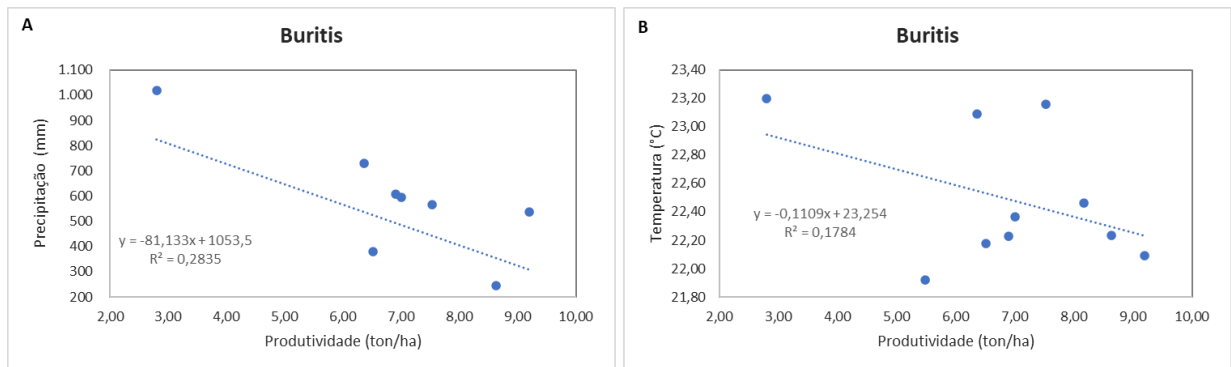 A
Buritis
Precipitação (mm)
1.100
1.000
900
800
700
600
500
400
300
200
y = -81,133x + 1053,5
R² = 0,2835
2,00 3,00 4,00 5,00 6,00 7,00 8,00 9,00 10,00
Produtividade (ton/ha)
B
Buritis
Temperatura (°C)
23,40
23,20
23,00
22,80
22,60
22,40
22,20
22,00
21,80
y = -0,1109x + 23,254
R² = 0,1784
2,00 3,00 4,00 5,00 6,00 7,00 8,00 9,00 10,00
Produtividade (ton/ha)